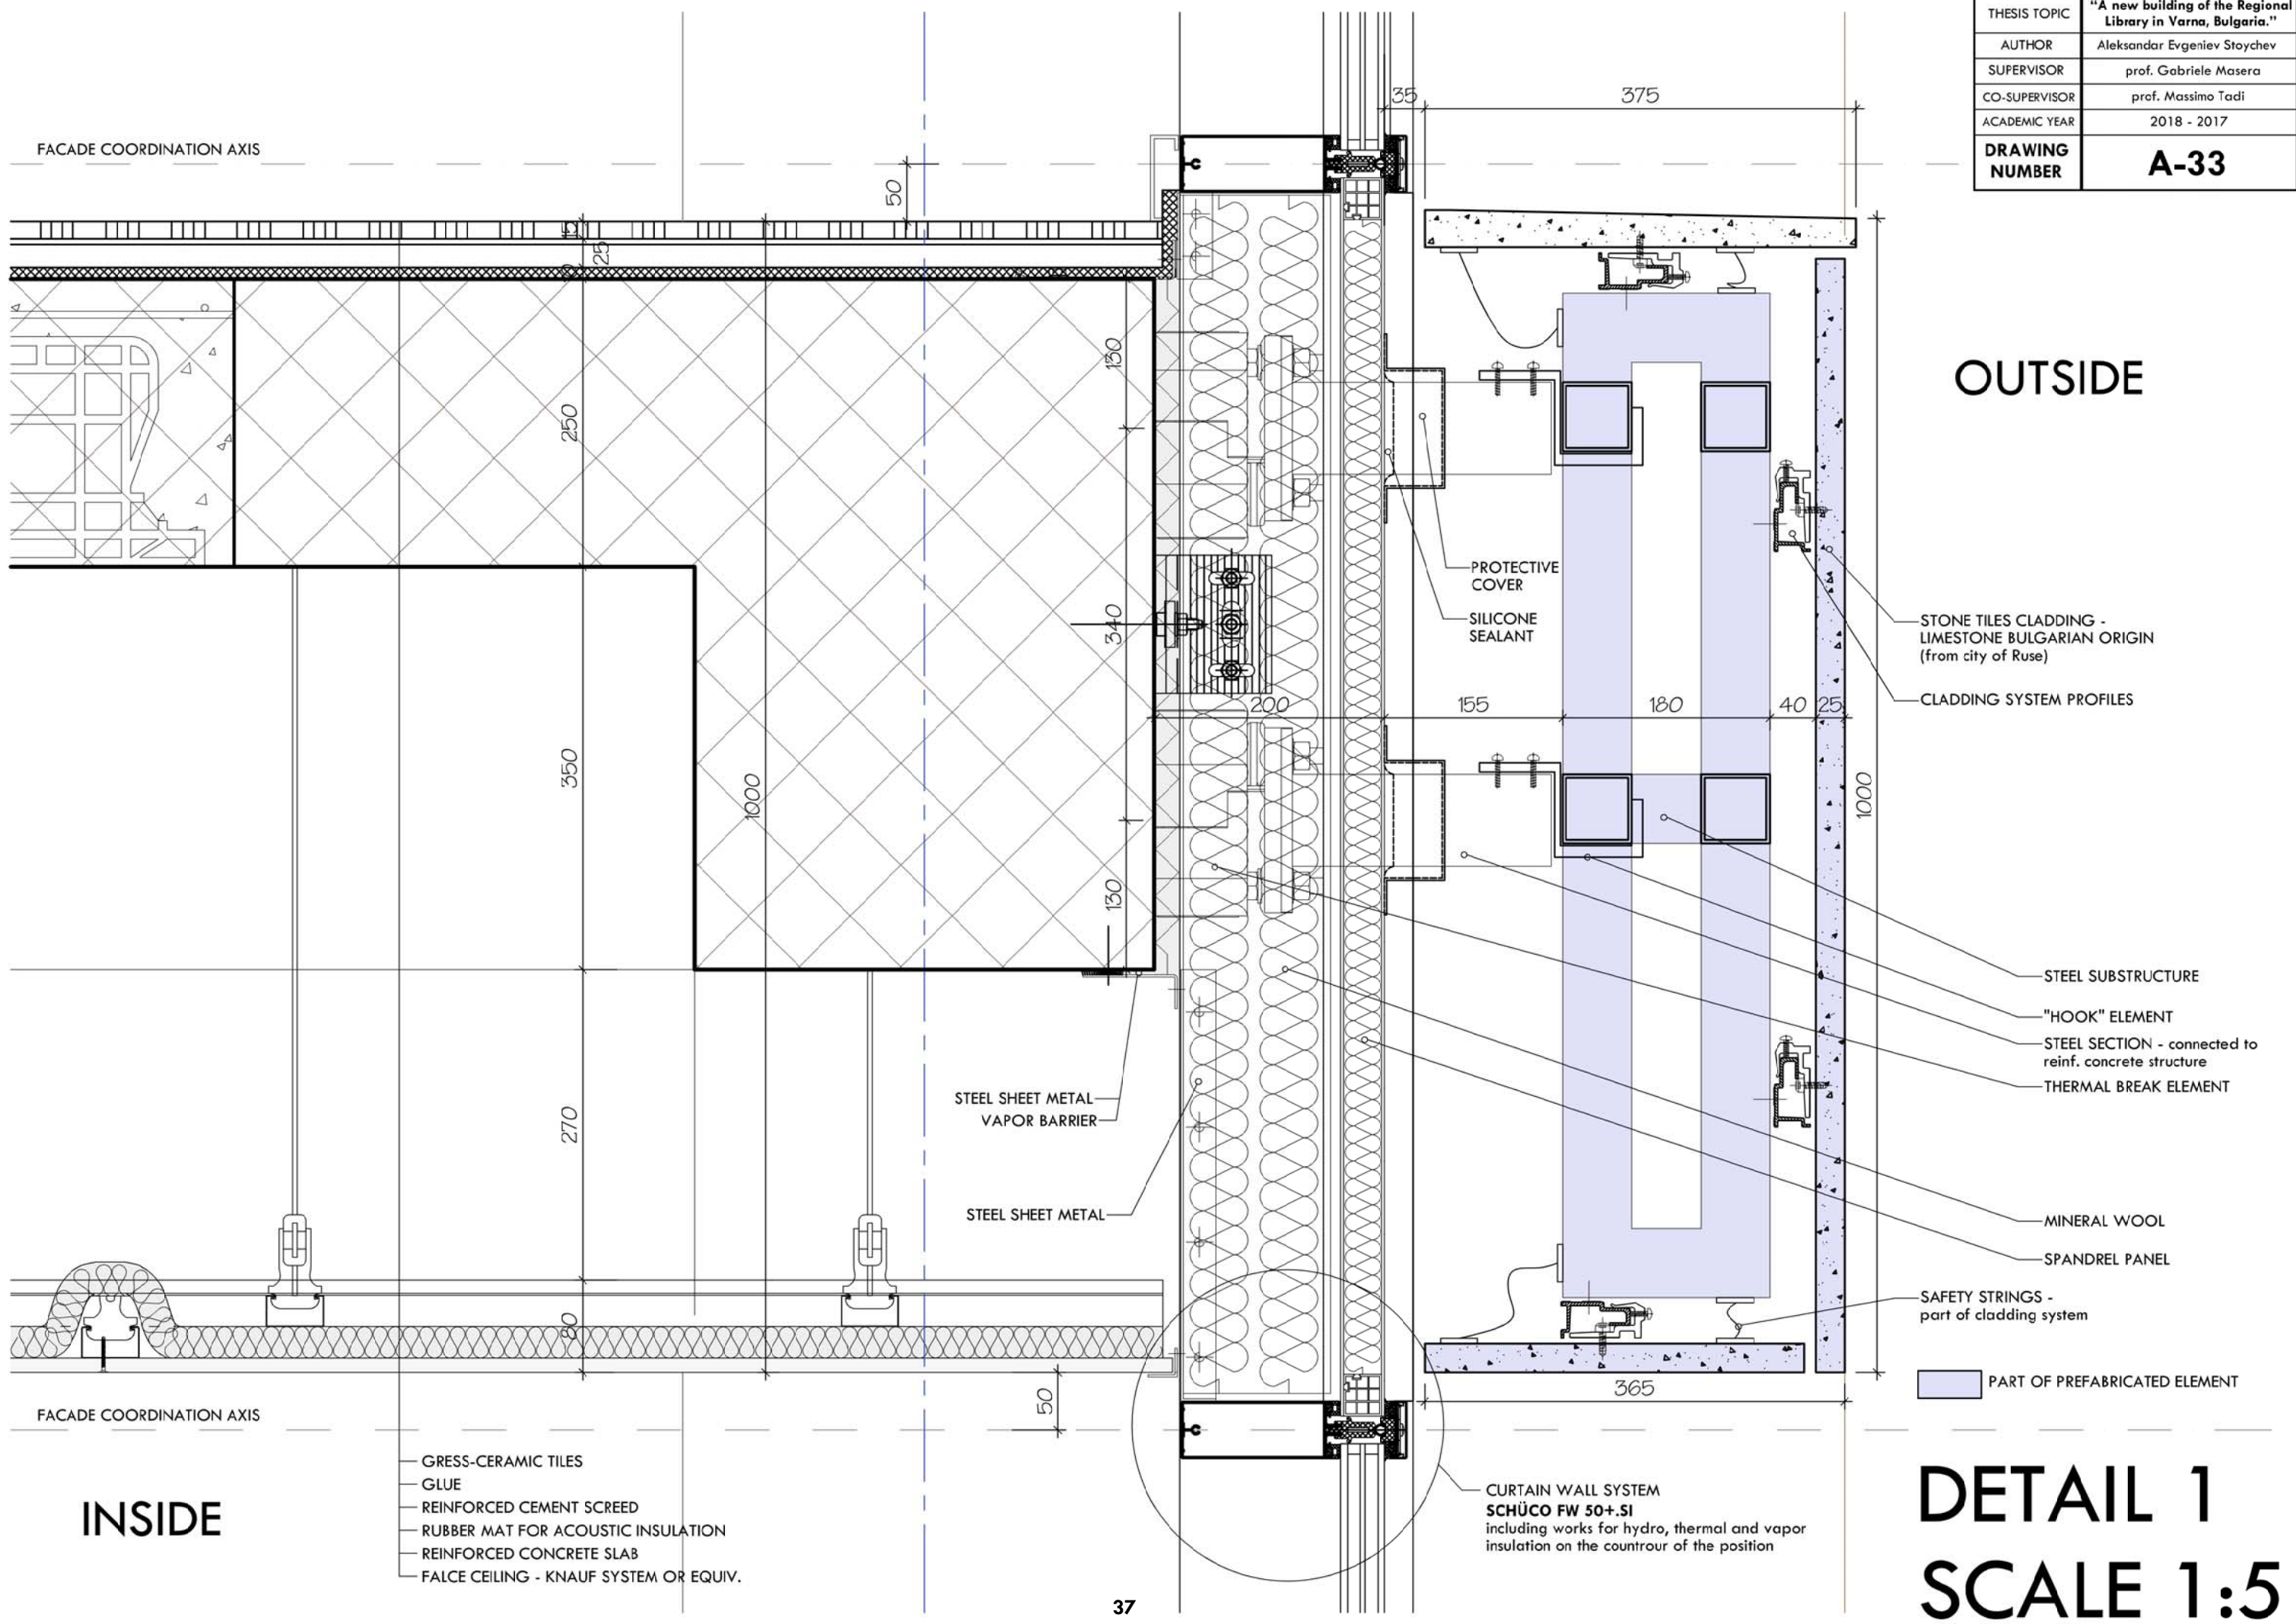 THESIS TOPIC
"A new building of the Regional
Library in Varna, Bulgaria."
AUTHOR
Aleksandar Evgeniev Stoychev
SUPERVISOR
prof. Gabriele Masera
CO-SUPERVISOR
prof. Massimo Tadi
ACADEMIC YEAR
2018 - 2017
DRAWING
NUMBER
A-33
35
375
FACADE COORDINATION AXIS
50
15
25
10
250
130
OUTSIDE
PROTECTIVE
COVER
SILICONE
SEALANT
340
STONE TILES CLADDING -
LIMESTONE BULGARIAN ORIGIN
(from city of Ruse)
CLADDING SYSTEM PROFILES
200
155
180
40
25
350
1000
1000
130
STEEL SUBSTRUCTURE
"HOOK" ELEMENT
STEEL SECTION - connected to
reinf. concrete structure
THERMAL BREAK ELEMENT
STEEL SHEET METAL
VAPOR BARRIER
270
STEEL SHEET METAL
MINERAL WOOL
SPANDREL PANEL
SAFETY STRINGS -
part of cladding system
80
365
PART OF PREFABRICATED ELEMENT
50
FACADE COORDINATION AXIS
GRESS-CERAMIC TILES
GLUE
REINFORCED CEMENT SCREED
RUBBER MAT FOR ACOUSTIC INSULATION
REINFORCED CONCRETE SLAB
FALCE CEILING - KNAUF SYSTEM OR EQUIV.
INSIDE
CURTAIN WALL SYSTEM
SCHÜCO FW 50+.SI
including works for hydro, thermal and vapor
insulation on the countrour of the position
DETAIL 1
SCALE 1:5
37